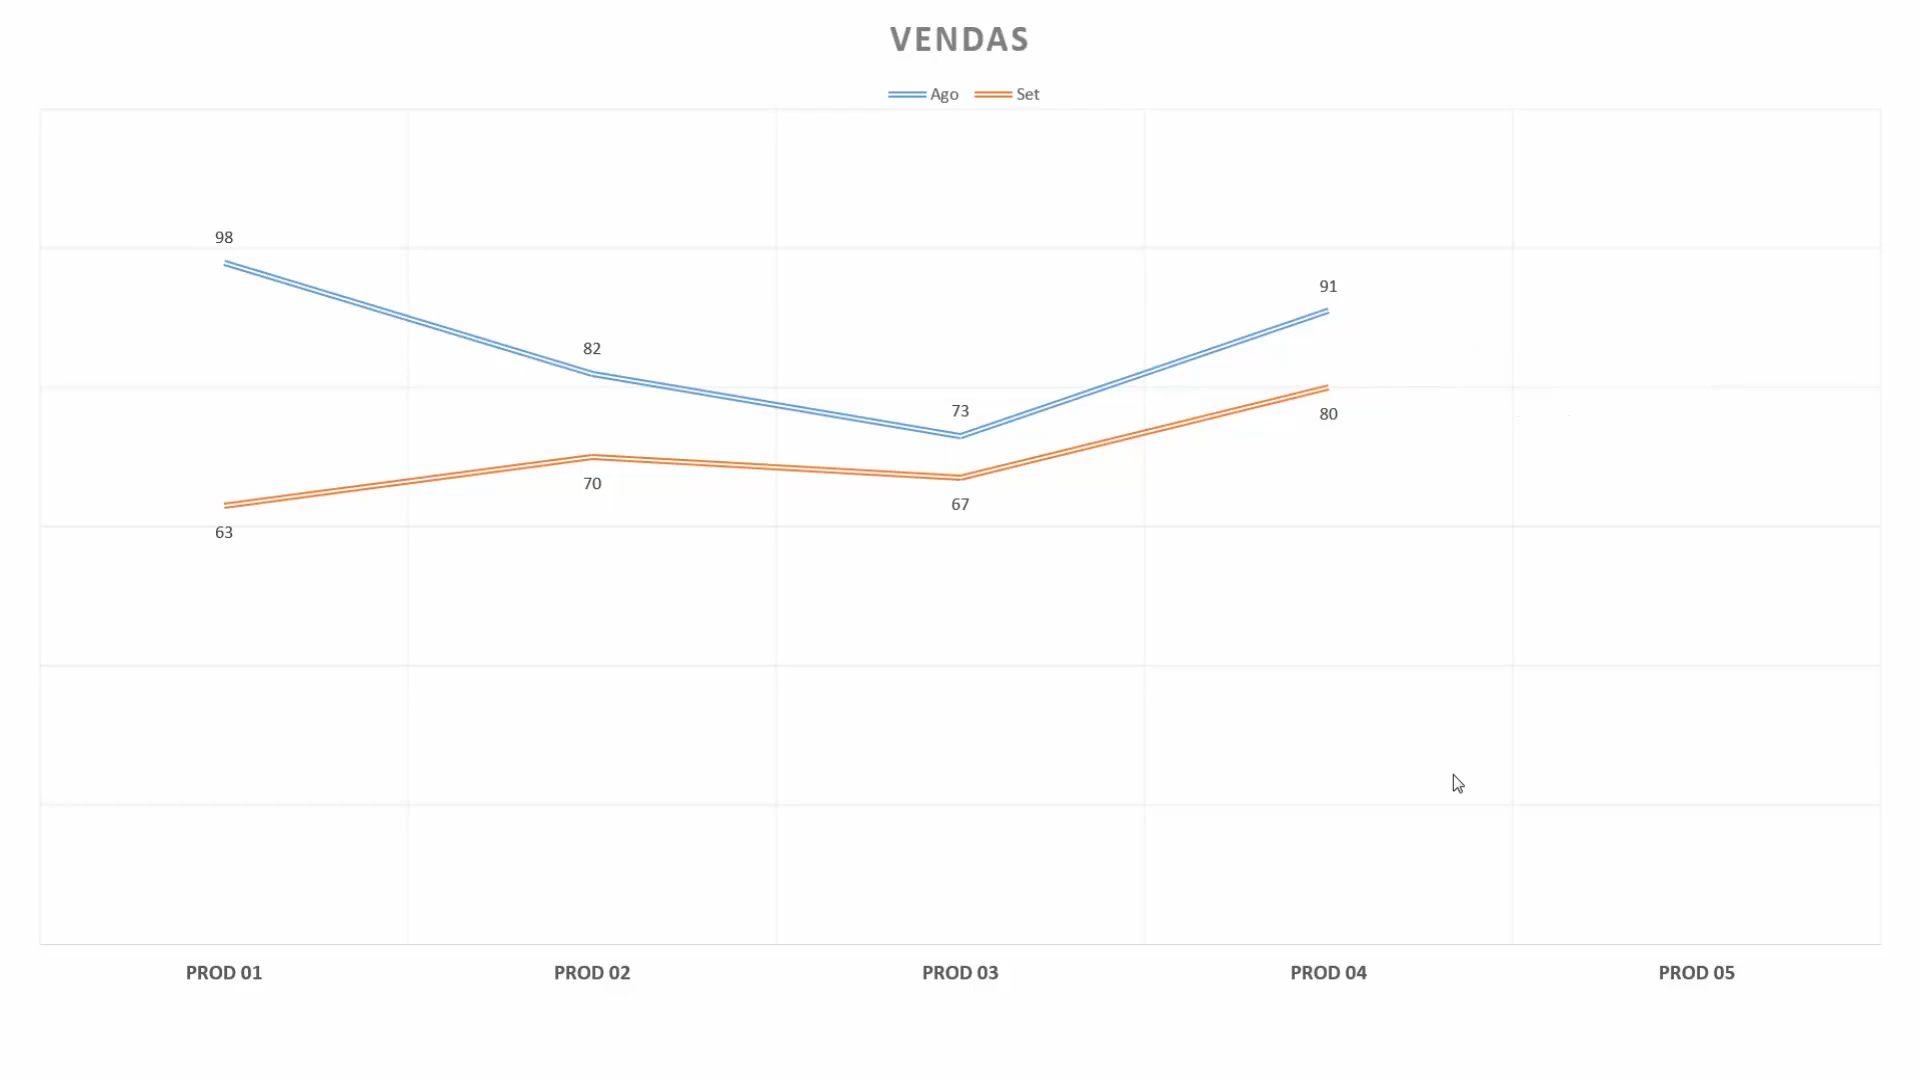 VENDAS
Ago Set
98
82
73
91
63
70
67
80
PROD 01 PROD 02 PROD 03 PROD 04 PROD 05